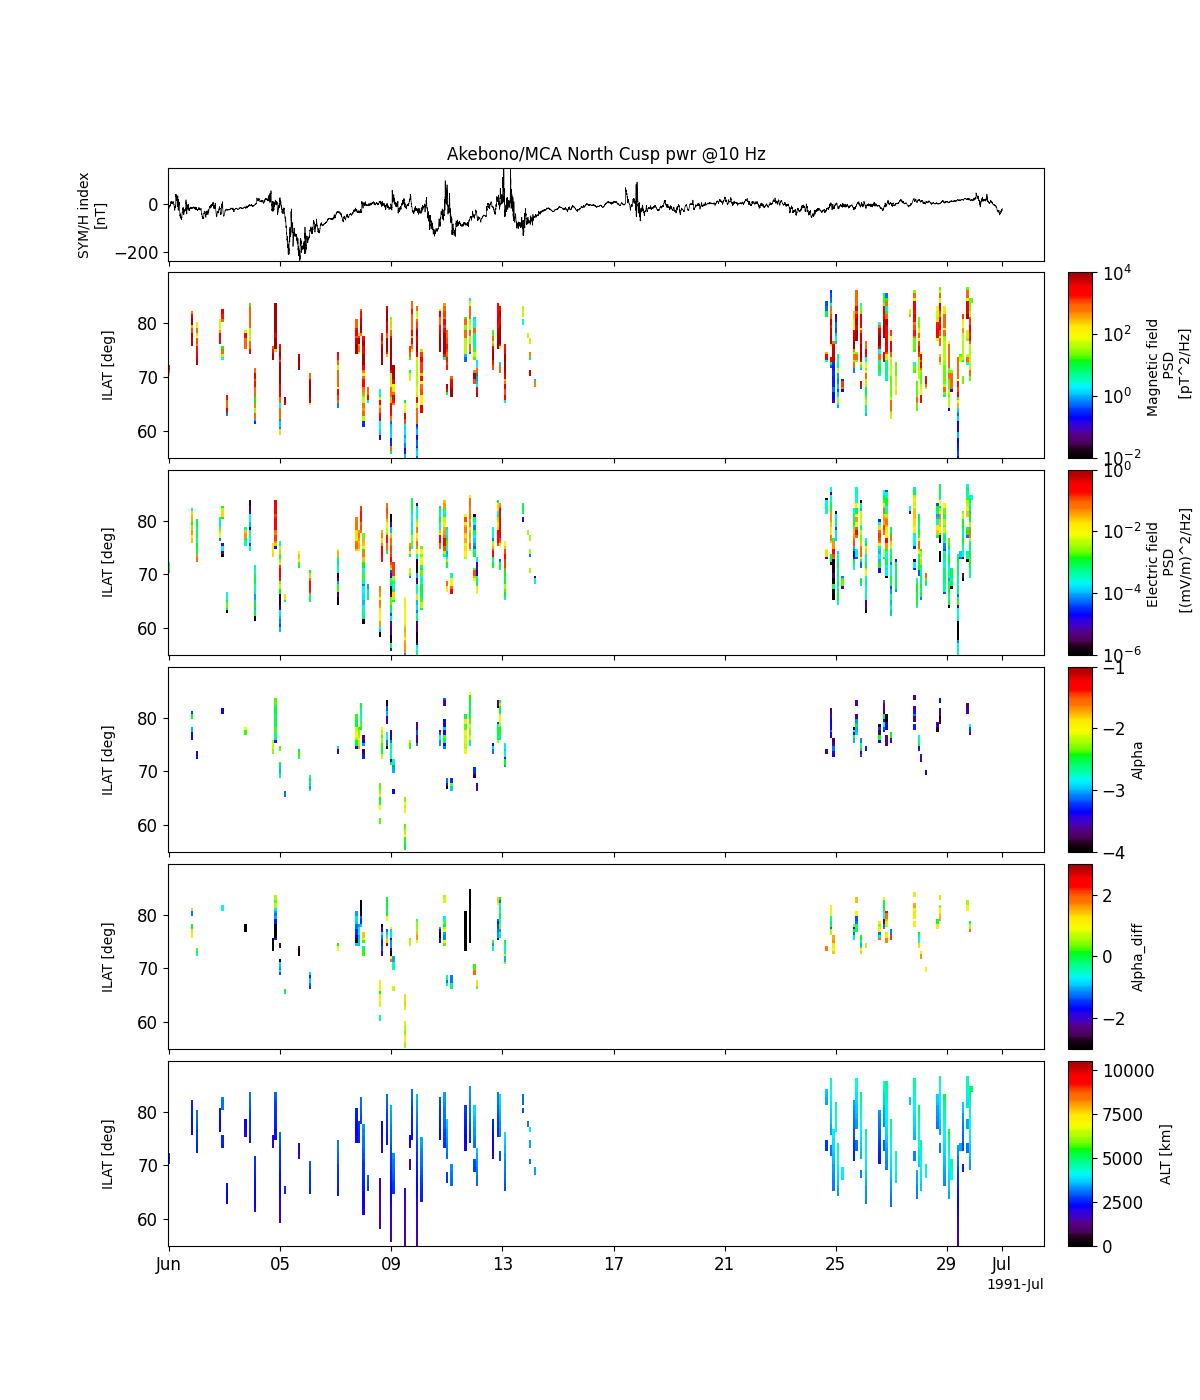 Akebono/MCA North Cusp pwr @10 Hz
SYM/H index
[nT]
0
−200
ILAT [deg]
80
70
60
10^4
10^2
10^0
10^−2
Magnetic field
PSD
[pT^2/Hz]
ILAT [deg]
80
70
60
10^0
10^−2
10^−4
10^−6
Electric field
PSD
[(mV/m)^2/Hz]
ILAT [deg]
80
70
60
−1
−2
−3
−4
Alpha
ILAT [deg]
80
70
60
2
0
−2
Alpha_diff
ILAT [deg]
80
70
60
10000
7500
5000
2500
0
ALT [km]
Jun 05 09 13 17 21 25 29 Jul
1991-Jul